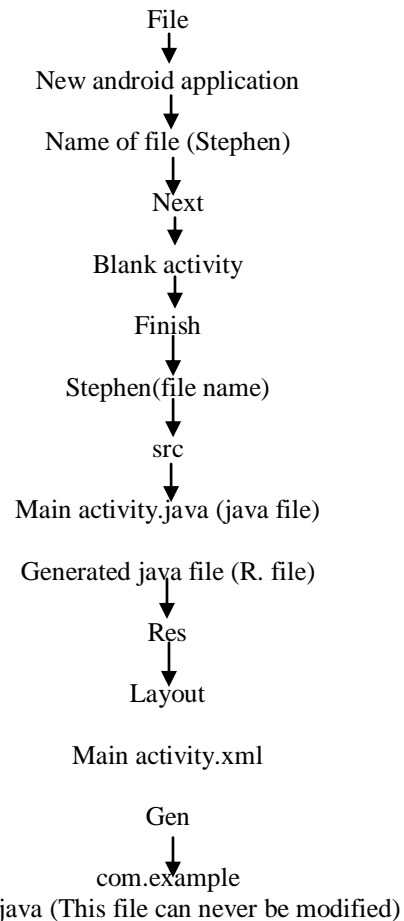 File
New android application
Name of file (Stephen)
Next
Blank activity
Finish
Stephen(file name)
src
Main activity.java (java file)
Generated java file (R. file)
Res
Layout
Main activity.xml
Gen
com.example
java (This file can never be modified)